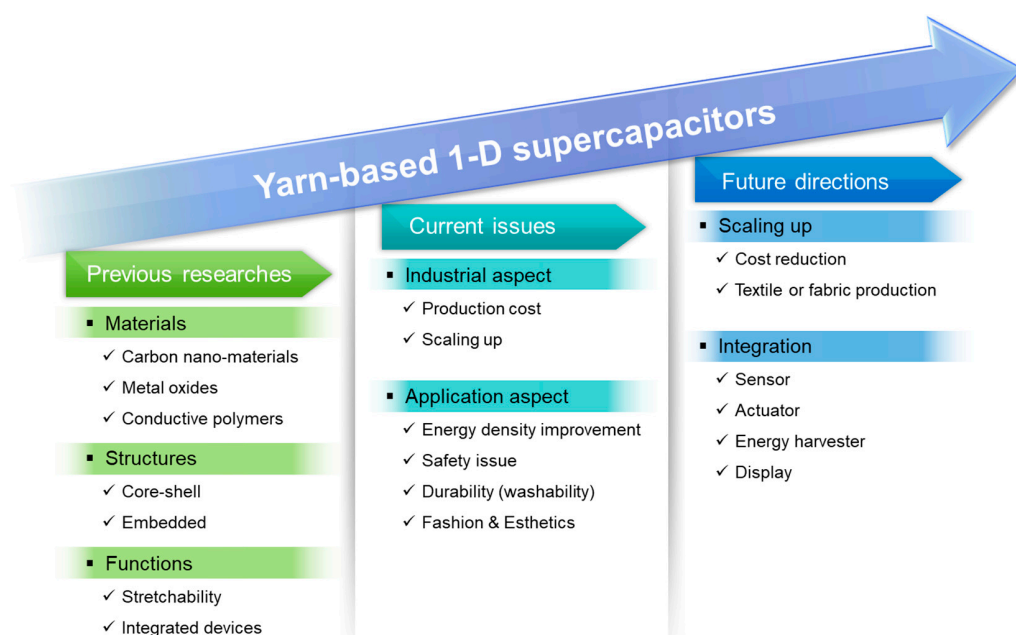 Yarn-based 1-D supercapacitors
Previous researches
▪ Materials
✓ Carbon nano-materials
✓ Metal oxides
✓ Conductive polymers
▪ Structures
✓ Core-shell
✓ Embedded
▪ Functions
✓ Stretchability
✓ Integrated devices
Current issues
▪ Industrial aspect
✓ Production cost
✓ Scaling up
▪ Application aspect
✓ Energy density improvement
✓ Safety issue
✓ Durability (washability)
✓ Fashion & Esthetics
Future directions
▪ Scaling up
✓ Cost reduction
✓ Textile or fabric production
▪ Integration
✓ Sensor
✓ Actuator
✓ Energy harvester
✓ Display